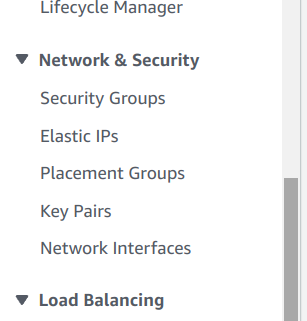 Lifecycle Manager
Network & Security
Security Groups
Elastic IPs
Placement Groups
Key Pairs
Network Interfaces
Load Balancing